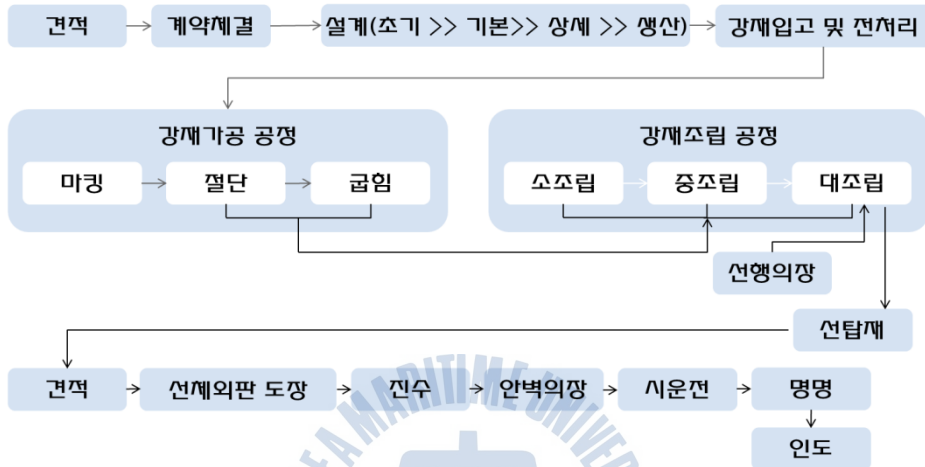 견적
계약체결
설계(초기 >> 기본>> 상세 >> 생산)
강재입고 및 전처리
강재가공 공정
마킹
절단
굽힘
강재조립 공정
소조립
중조립
대조립
선행의장
선탑재
견적
선체외판 도장
진수
안벽의장
시운전
명명
인도